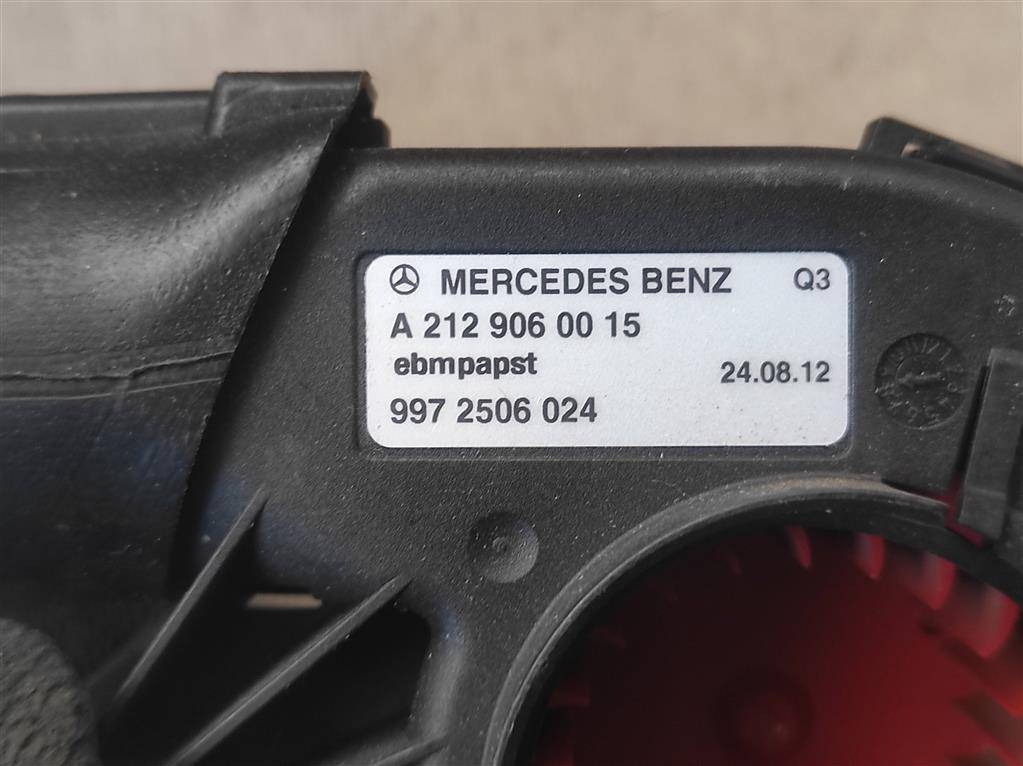 MERCEDES BENZ Q3
A 212 906 00 15
ebmpapst
24.08.12
997 2506 024